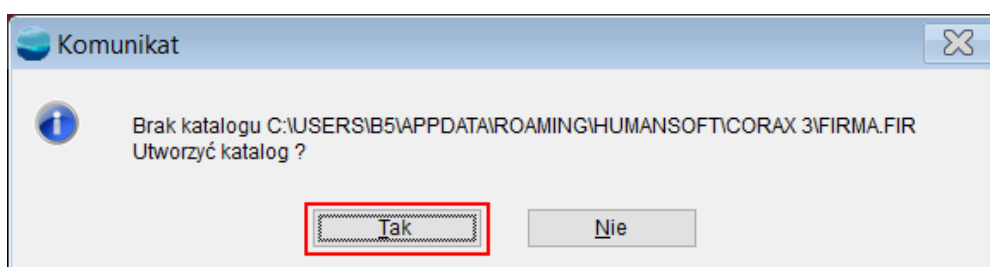 Komunikat
Brak katalogu C:\USERS\B5\APPDATA\ROAMING\HUMANSOFT\CORAX 3\FIRMA.FIR
Utworzyć katalog ?
Tak
Nie